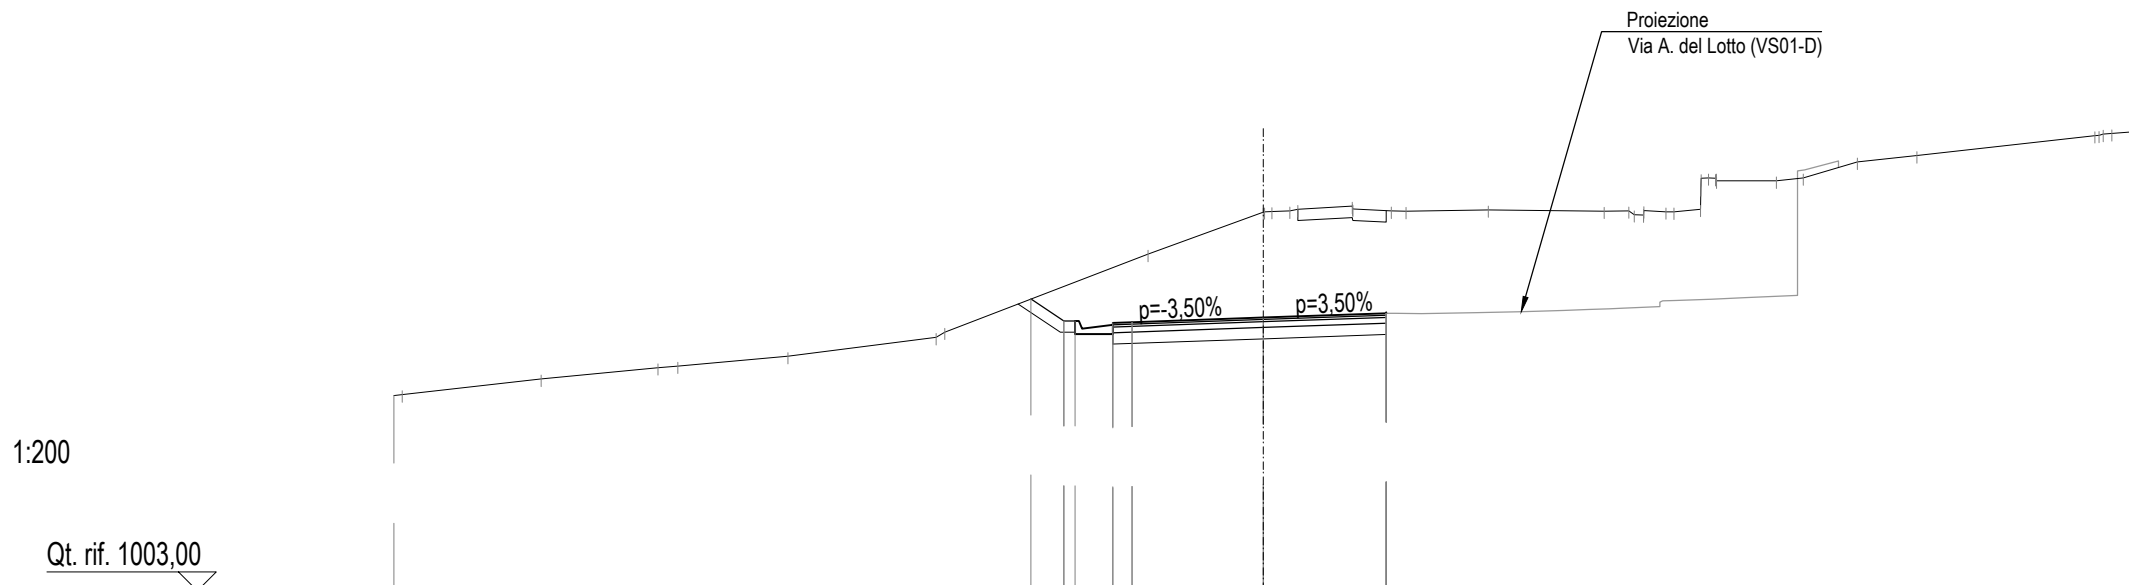 Proiezione
Via A. del Lotto (VS01-D)
p=-3,50%
p=3,50%
1:200
Qt. rif. 1003,00